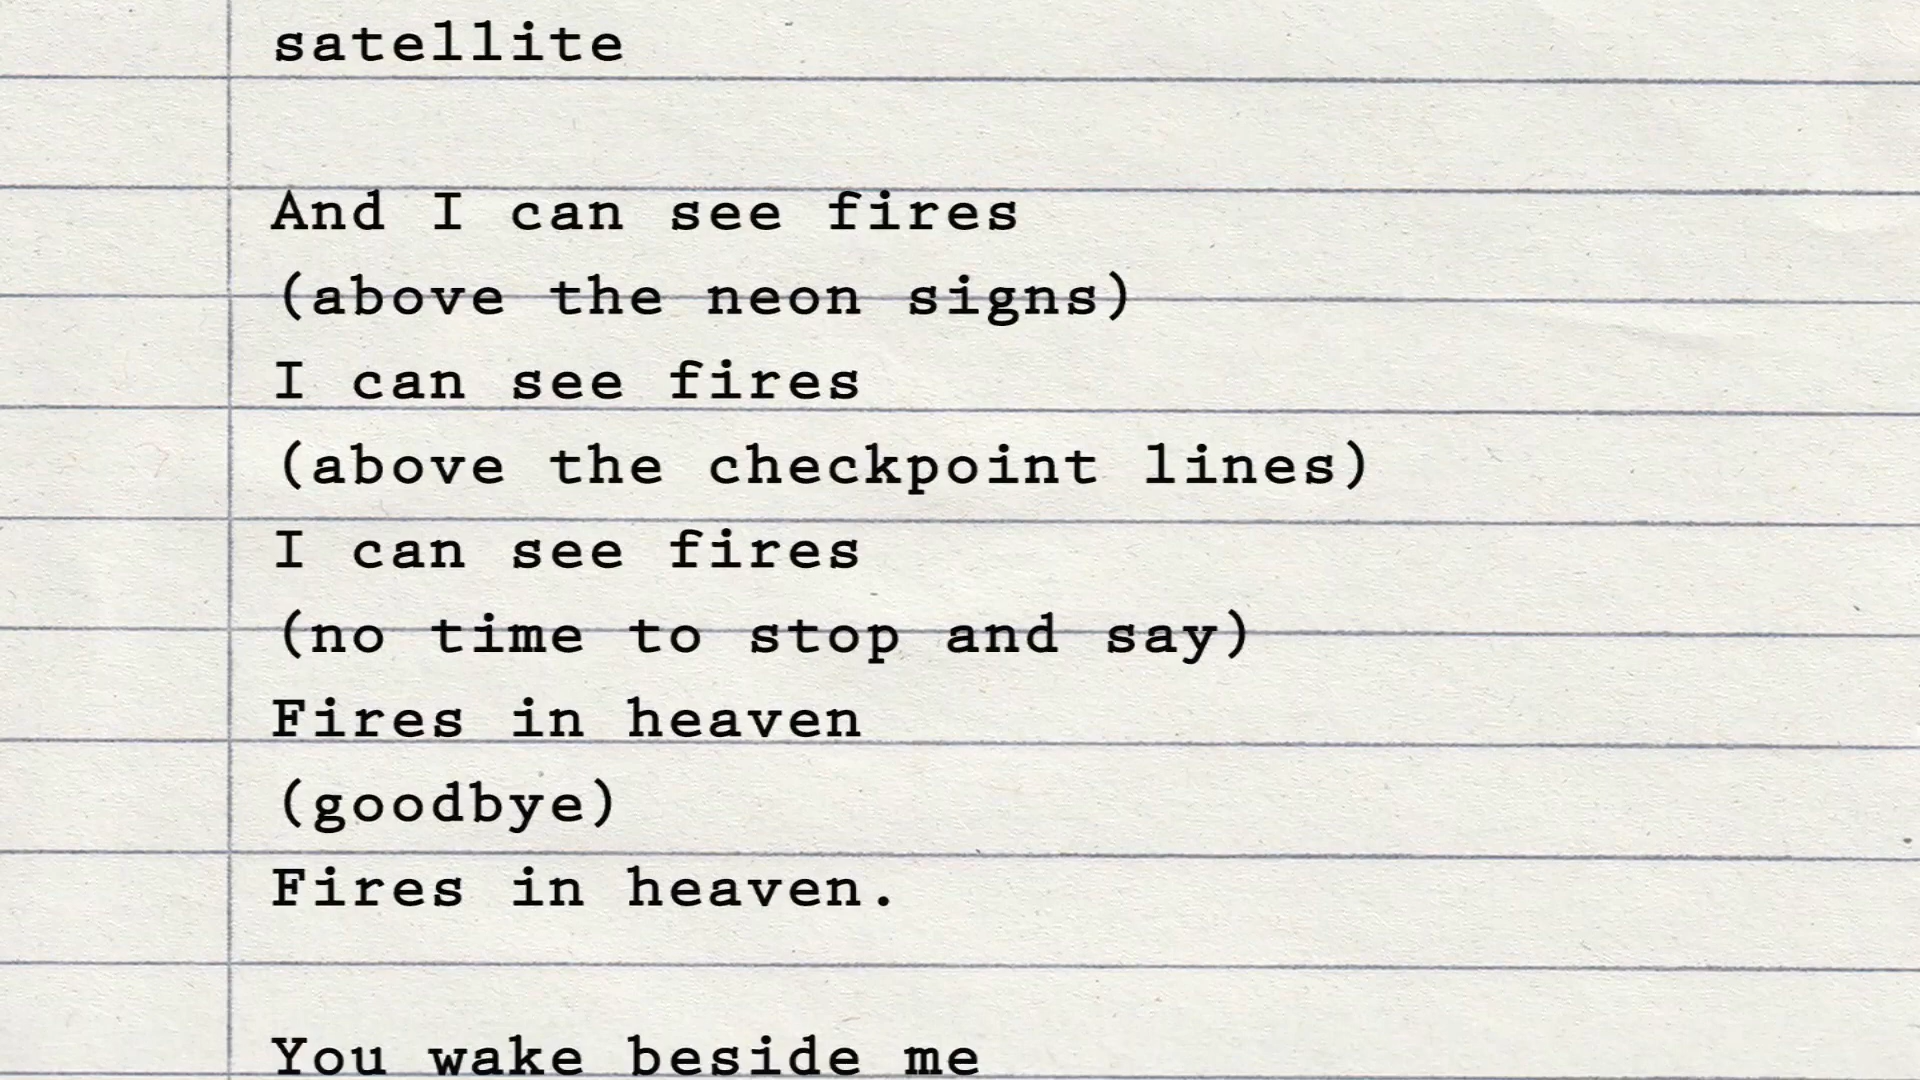 satellite
And I can see fires
(above the neon signs)
I can see fires
(above the checkpoint lines)
I can see fires
(no time to stop and say)
Fires in heaven
(goodbye)
Fires in heaven.
You wake beside me